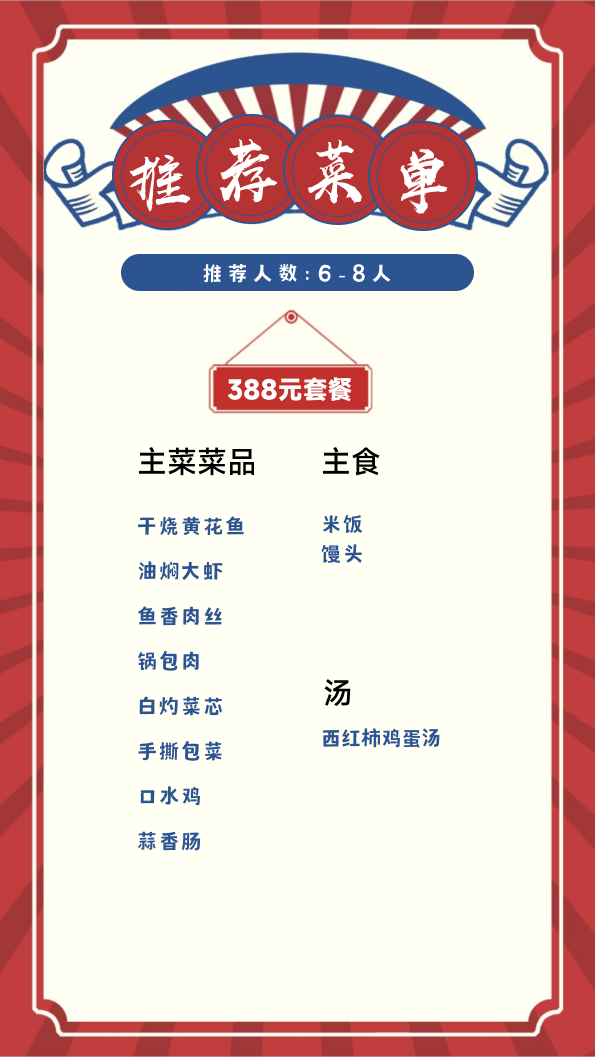 推荐菜单
推荐人数:6-8人
388元套餐
主菜菜品
干烧黄花鱼
油焖大虾
鱼香肉丝
锅包肉
白灼菜芯
手撕包菜
口水鸡
蒜香肠
主食
米饭
馒头
汤
西红柿鸡蛋汤